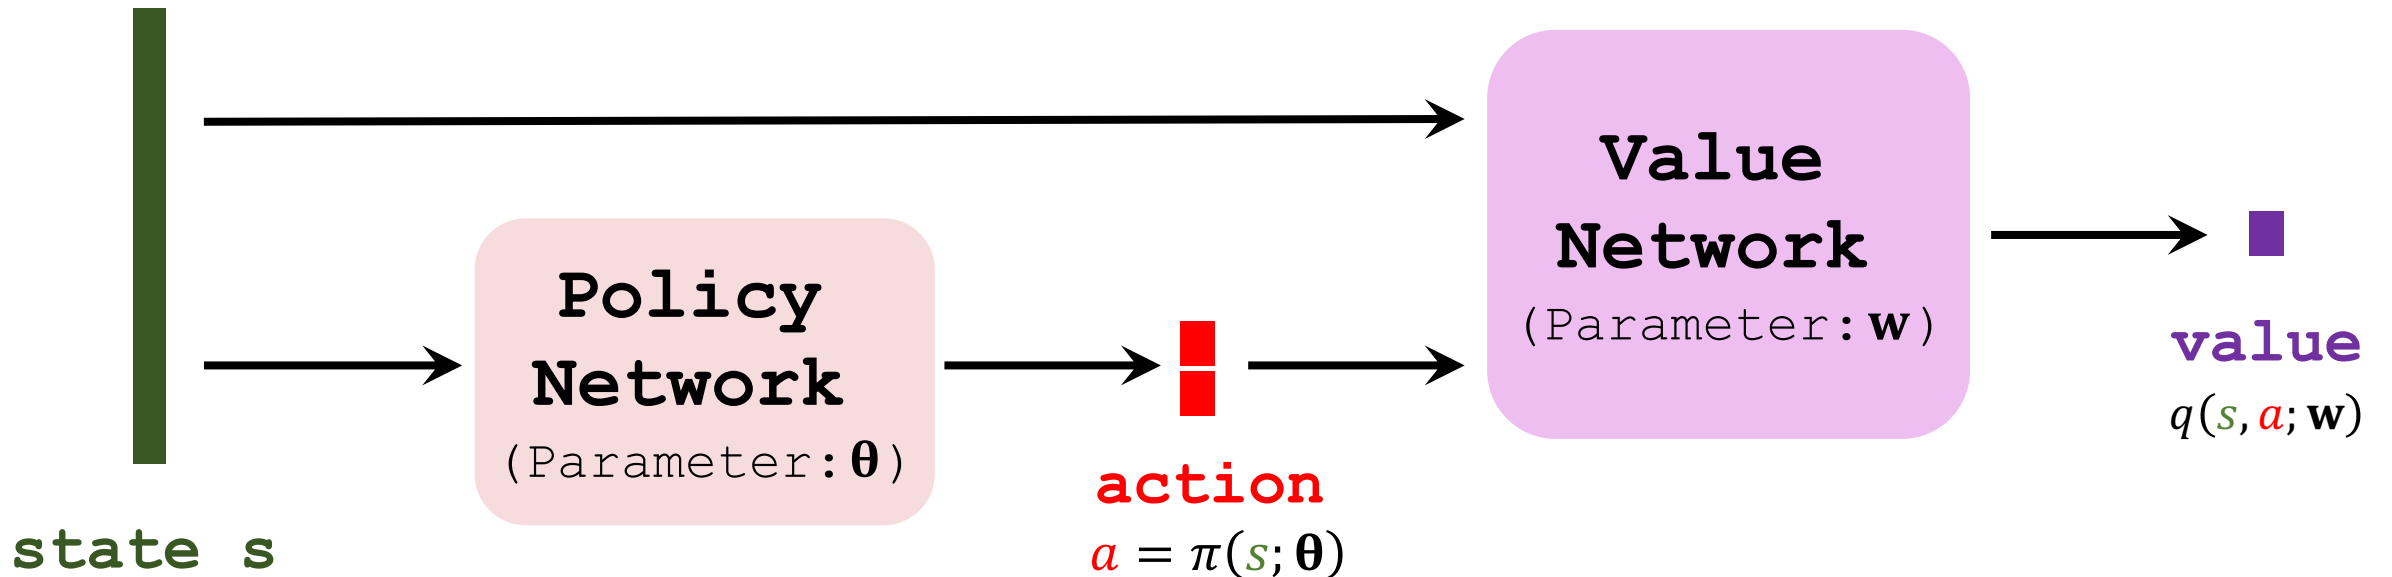 state s
Policy
Network
(Parameter: θ)
action
a = π(s; θ)
Value
Network
(Parameter: w)
value
q(s, a; w)